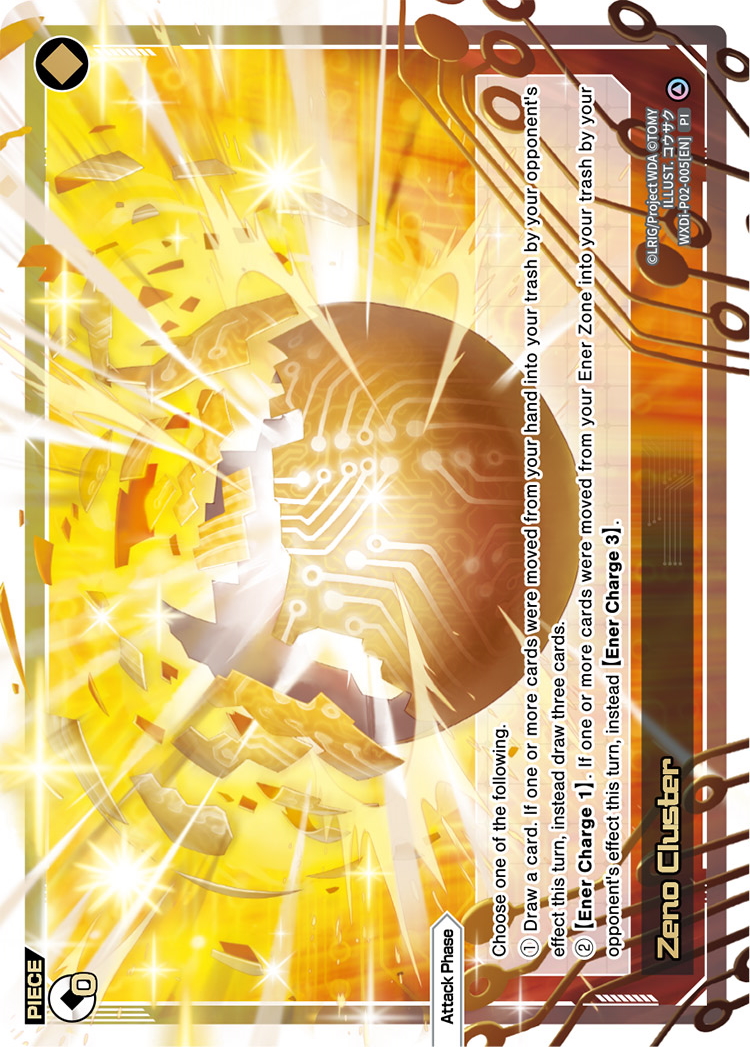 PIECE
0
Attack Phase
Choose one of the following.
① Draw a card. If one or more cards were moved from your hand into your trash by your opponent's
effect this turn, instead draw three cards.
② [Ener Charge 1]. If one or more cards were moved from your Ener Zone into your trash by your
opponent's effect this turn, instead [Ener Charge 3].
Zeno Cluster
©LRIG/Project WDA ©TOMY
ILLUST. コウサク
WXDi-P02-005[EN] PI